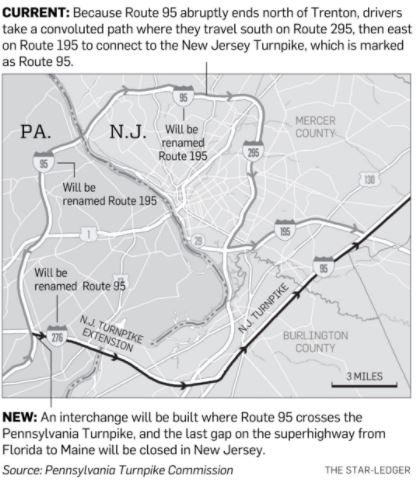 CURRENT: Because Route 95 abruptly ends north of Trenton, drivers
take a convoluted path where they travel south on Route 295, then east
on Route 195 to connect to the New Jersey Turnpike, which is marked
as Route 95.
95
PA.
N.J.
Will be
renamed
Route 195
MERCER
COUNTY
295
95
130
Will be
renamed Route 195
195
1
29
95
Will be
renamed Route 95
276
N.J. TURNPIKE
EXTENSION
N.J. TURNPIKE
BURLINGTON
COUNTY
3 MILES
NEW: An interchange will be built where Route 95 crosses the
Pennsylvania Turnpike, and the last gap on the superhighway from
Florida to Maine will be closed in New Jersey.
Source: Pennsylvania Turnpike Commission
THE STAR-LEDGER